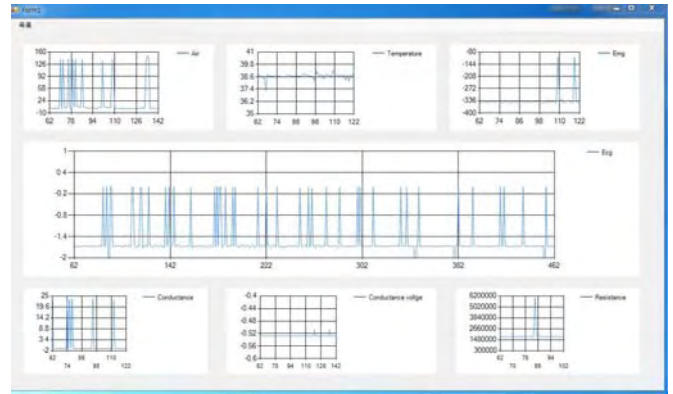 Form1
160
126
92
58
24
-10
62 78 94 110 126 142
Air
41
39.8
38.6
37.4
36.2
35
62 74 86 98 110 122
Temperature
-80
-144
-208
-272
-336
-400
62 74 86 98 110 122
Emg
1
0.4
-0.2
-0.8
-1.4
-2
62 142 222 302 382 462
Ecg
25
19.6
14.2
8.8
3.4
-2
62 86 110
74 98 122
Conductance
-0.4
-0.44
-0.48
-0.52
-0.56
-0.6
62 78 94 110 126 142
Conductance voltge
6200000
5020000
3840000
2660000
1480000
300000
62 78 94
70 86 102
Resistance